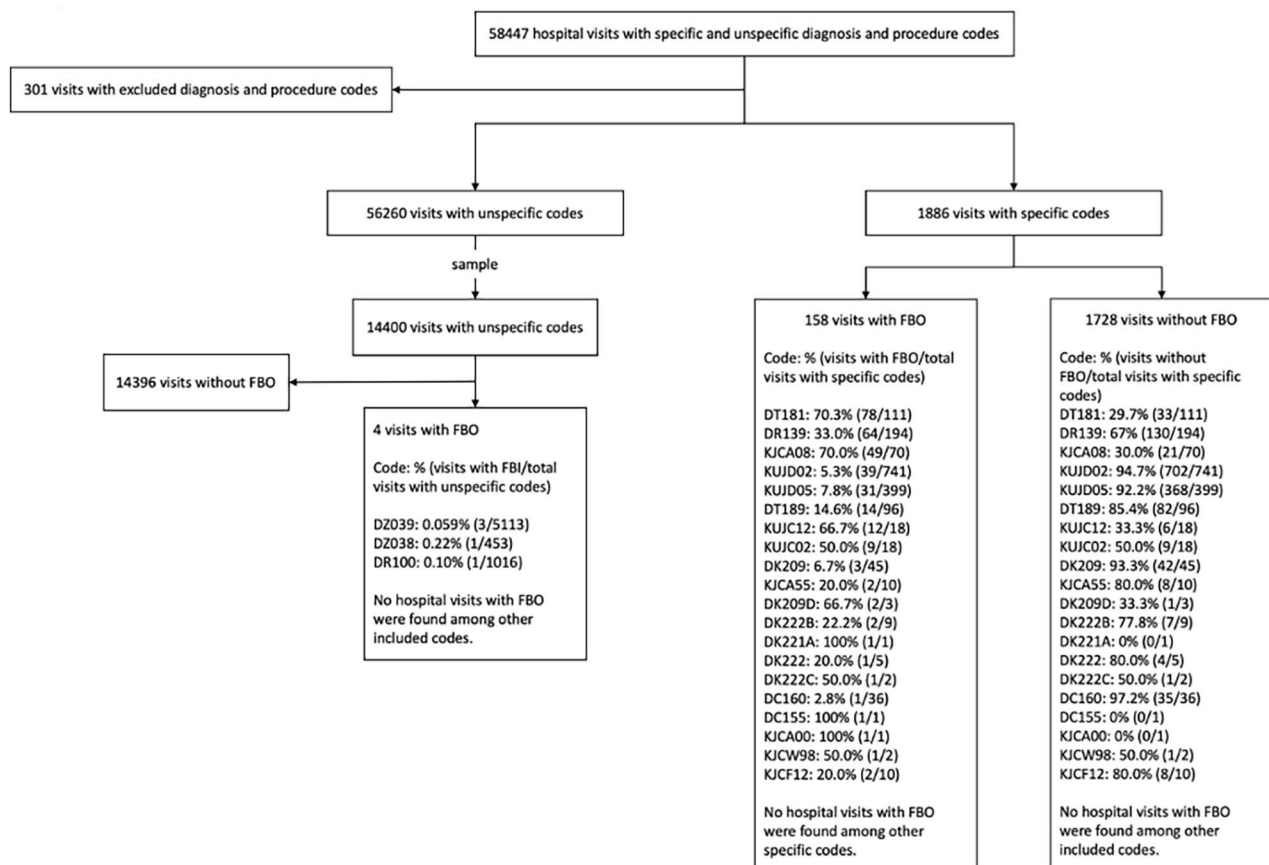 58447 hospital visits with specific and unspecific diagnosis and procedure codes
301 visits with excluded diagnosis and procedure codes
56260 visits with unspecific codes
1886 visits with specific codes
sample
14400 visits with unspecific codes
14396 visits without FBO
4 visits with FBO
Code: % (visits with FBI/total
visits with unspecific codes)
DZ039: 0.059% (3/5113)
DZ038: 0.22% (1/453)
DR100: 0.10% (1/1016)
No hospital visits with FBO
were found among other
included codes.
158 visits with FBO
Code: % (visits with FBO/total
visits with specific codes)
DT181: 70.3% (78/111)
DR139: 33.0% (64/194)
KJCA08: 70.0% (49/70)
KUJD02: 5.3% (39/741)
KUJD05: 7.8% (31/399)
DT189: 14.6% (14/96)
KUJC12: 66.7% (12/18)
KUJC02: 50.0% (9/18)
DK209: 6.7% (3/45)
KJCA55: 20.0% (2/10)
DK209D: 66.7% (2/3)
DK222B: 22.2% (2/9)
DK221A: 100% (1/1)
DK222: 20.0% (1/5)
DK222C: 50.0% (1/2)
DC160: 2.8% (1/36)
DC155: 100% (1/1)
KJCA00: 100% (1/1)
KJCW98: 50.0% (1/2)
KJCF12: 20.0% (2/10)
No hospital visits with FBO
were found among other
specific codes.
1728 visits without FBO
Code: % (visits without
FBO/total visits with specific
codes)
DT181: 29.7% (33/111)
DR139: 67% (130/194)
KJCA08: 30.0% (21/70)
KUJD02: 94.7% (702/741)
KUJD05: 92.2% (368/399)
DT189: 85.4% (82/96)
KUJC12: 33.3% (6/18)
KUJC02: 50.0% (9/18)
DK209: 93.3% (42/45)
KJCA55: 80.0% (8/10)
DK209D: 33.3% (1/3)
DK222B: 77.8% (7/9)
DK221A: 0% (0/1)
DK222: 80.0% (4/5)
DK222C: 50.0% (1/2)
DC160: 97.2% (35/36)
DC155: 0% (0/1)
KJCA00: 0% (0/1)
KJCW98: 50.0% (1/2)
KJCF12: 80.0% (8/10)
No hospital visits with FBO
were found among other
included codes.